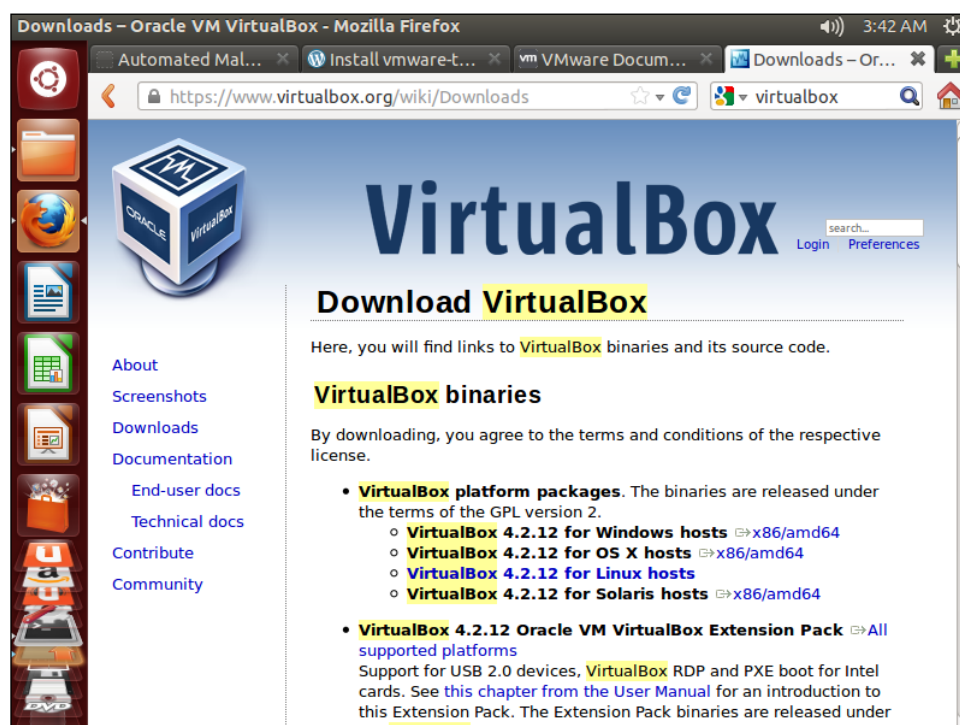 Downloads – Oracle VM VirtualBox - Mozilla Firefox 3:42 AM
Automated Mal... Install vmware-t... vm VMware Docum... Downloads – Or...
https://www.virtualbox.org/wiki/Downloads virtualbox
ORACLE VirtualBox
VirtualBox
search...
Login Preferences
Download VirtualBox
Here, you will find links to VirtualBox binaries and its source code.
About
Screenshots
Downloads
Documentation
End-user docs
Technical docs
Contribute
Community
VirtualBox binaries
By downloading, you agree to the terms and conditions of the respective
license.
VirtualBox platform packages. The binaries are released under
the terms of the GPL version 2.
VirtualBox 4.2.12 for Windows hosts x86/amd64
VirtualBox 4.2.12 for OS X hosts x86/amd64
VirtualBox 4.2.12 for Linux hosts
VirtualBox 4.2.12 for Solaris hosts x86/amd64
VirtualBox 4.2.12 Oracle VM VirtualBox Extension Pack All
supported platforms
Support for USB 2.0 devices, VirtualBox RDP and PXE boot for Intel
cards. See this chapter from the User Manual for an introduction to
this Extension Pack. The Extension Pack binaries are released under